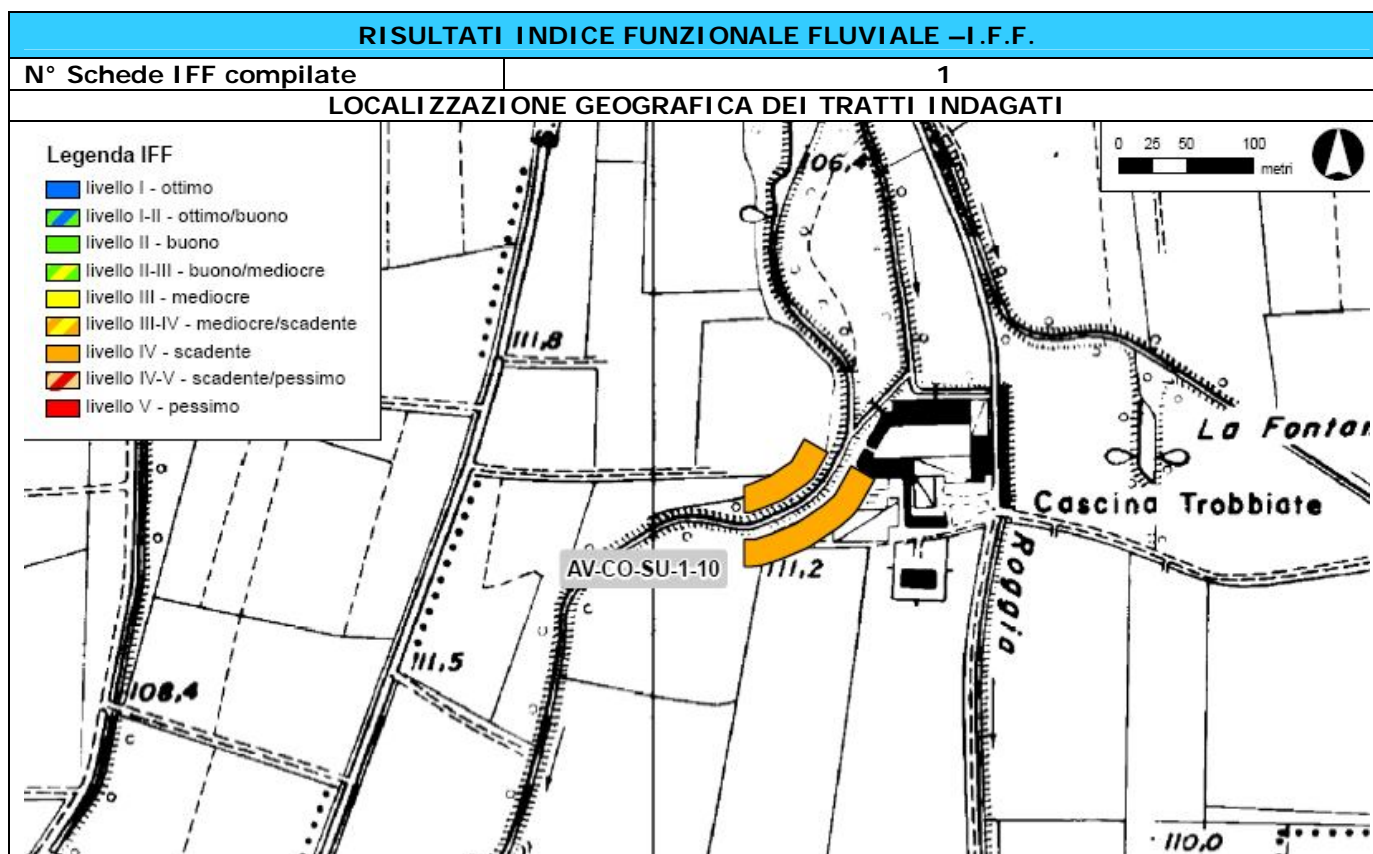 RISULTATI INDICE FUNZIONALE FLUVIALE –I.F.F.
N° Schede IFF compilate 1
LOCALIZZAZIONE GEOGRAFICA DEI TRATTI INDAGATI
Legenda IFF
livello I - ottimo
livello I-II - ottimo/buono
livello II - buono
livello II-III - buono/mediocre
livello III - mediocre
livello III-IV - mediocre/scadente
livello IV - scadente
livello IV-V - scadente/pessimo
livello V - pessimo
0 25 50 100
metri
106,4
111,8
La Fontan
Cascina Trobbiate
AV-CO-SU-1-10
111,2
Roggia
111,5
108,4
110,0